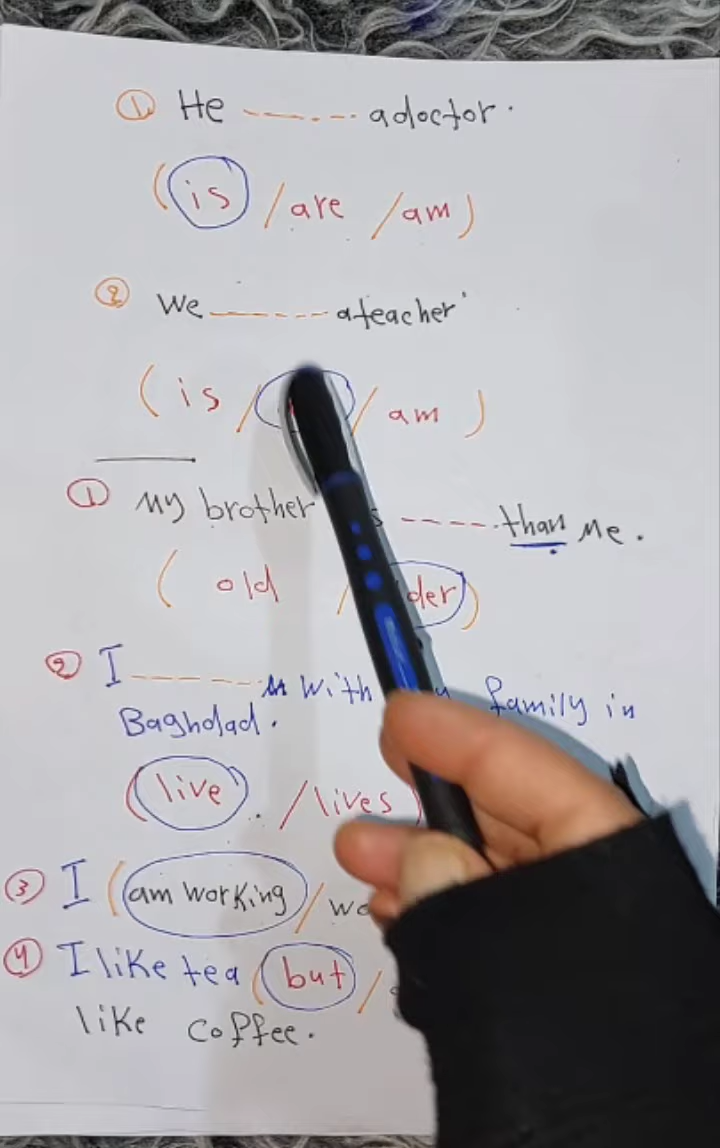 ① He ------- adoctor.
(is / are / am)
② We ------- ateacher
( is / / am )
① My brother ------ than Me.
( old /
② I ------- with family in
Baghdad.
(live . / lives
③ I (am working /
④ I like tea (but /
like coffee.